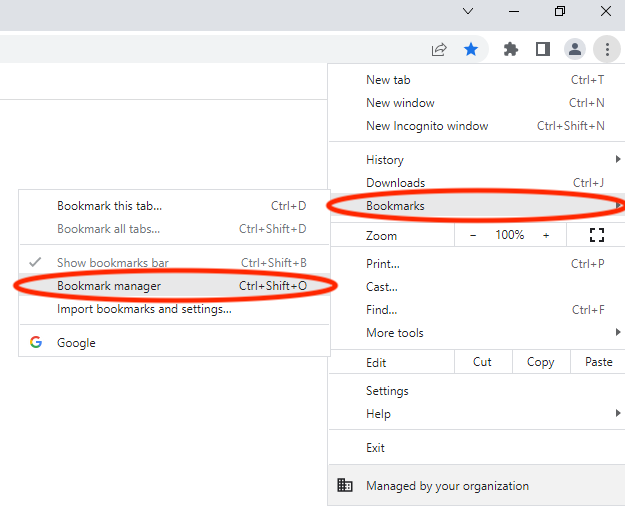 New tab Ctrl+T
New window Ctrl+N
New Incognito window Ctrl+Shift+N
History
Downloads Ctrl+J
Bookmarks
Bookmark this tab... Ctrl+D
Bookmark all tabs... Ctrl+Shift+D
Show bookmarks bar Ctrl+Shift+B
Bookmark manager Ctrl+Shift+O
Import bookmarks and settings...
Google
Zoom − 100% +
Print... Ctrl+P
Cast...
Find... Ctrl+F
More tools
Edit Cut Copy Paste
Settings
Help
Exit
Managed by your organization